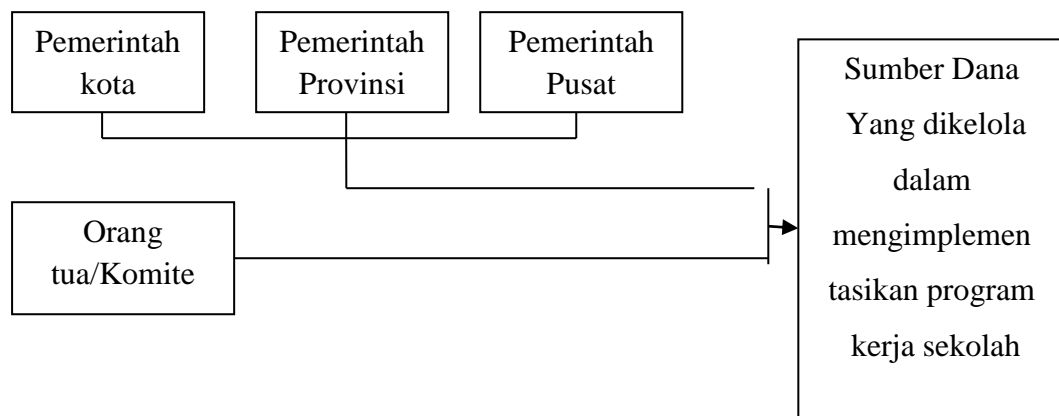 Pemerintah
kota
Pemerintah
Provinsi
Pemerintah
Pusat
Orang
tua/Komite
Sumber Dana
Yang dikelola
dalam
mengimplemen
tasikan program
kerja sekolah